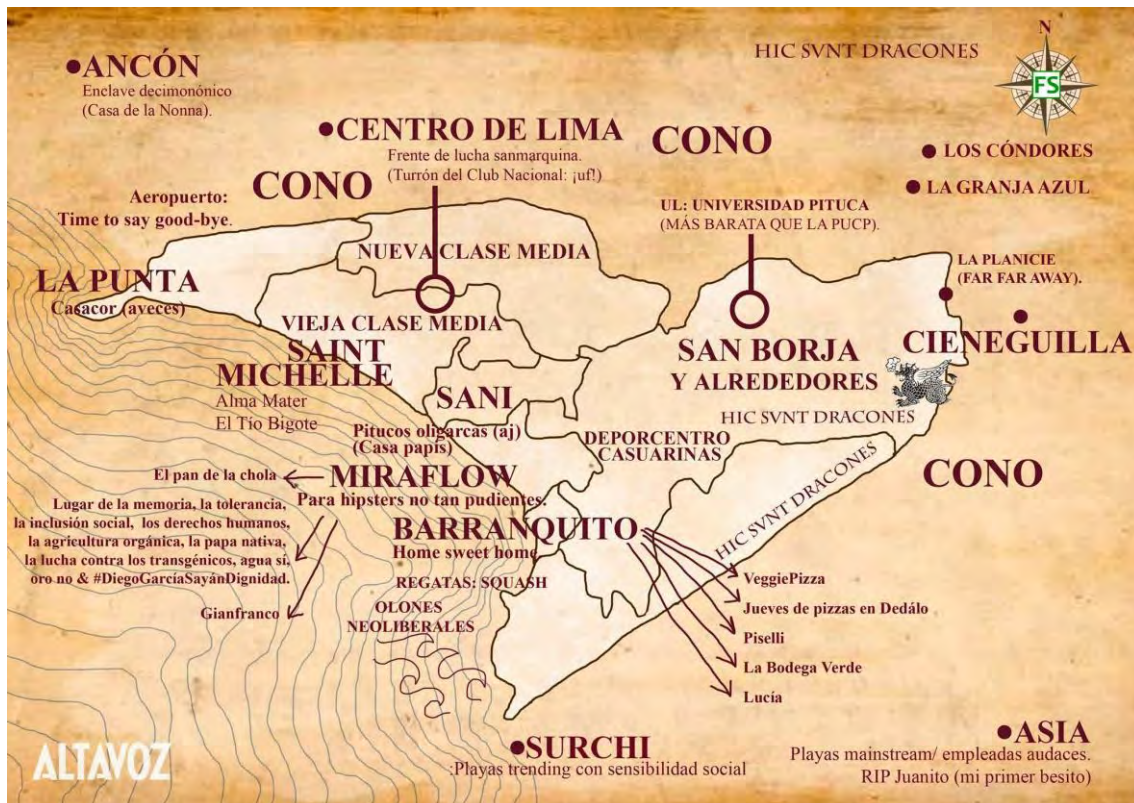 HIC SVNT DRACONES
N
FS
ANCÓN
Enclave decimonónico
(Casa de la Nonna).
CENTRO DE LIMA
Frente de lucha sanmarquina.
(Turrón del Club Nacional: ¡uf!)
CONO
CONO
LOS CÓNDORES
LA GRANJA AZUL
Aeropuerto:
Time to say good-bye.
UL: UNIVERSIDAD PITUCA
(MÁS BARATA QUE LA PUCP).
NUEVA CLASE MEDIA
LA PLANICIE
(FAR FAR AWAY).
LA PUNTA
Casacor (aveces)
VIEJA CLASE MEDIA
CIENEGUILLA
SAN BORJA
Y ALREDEDORES
HIC SVNT DRACONES
SAINT
MICHELLE
Alma Mater
El Tío Bigote
SANI
Pitucos oligarcas (aj)
(Casa papis)
DEPORCENTRO
CASUARINAS
CONO
HIC SVNT DRACONES
El pan de la chola
MIRAFLOW
Para hipsters no tan pudientes.
Lugar de la memoria, la tolerancia,
la inclusión social, los derechos humanos,
la agricultura orgánica, la papa nativa,
la lucha contra los transgénicos, agua sí,
oro no & #DiegoGarcíaSayánDignidad.
Gianfranco
BARRANQUITO
Home sweet home
REGATAS: SQUASH
OLONES
NEOLIBERALES
VeggiePizza
Jueves de pizzas en Dedálo
Piselli
La Bodega Verde
Lucía
SURCHI
:Playas trending con sensibilidad social
ASIA
Playas mainstream/ empleadas audaces.
RIP Juanito (mi primer besito)
ALTAVOZ